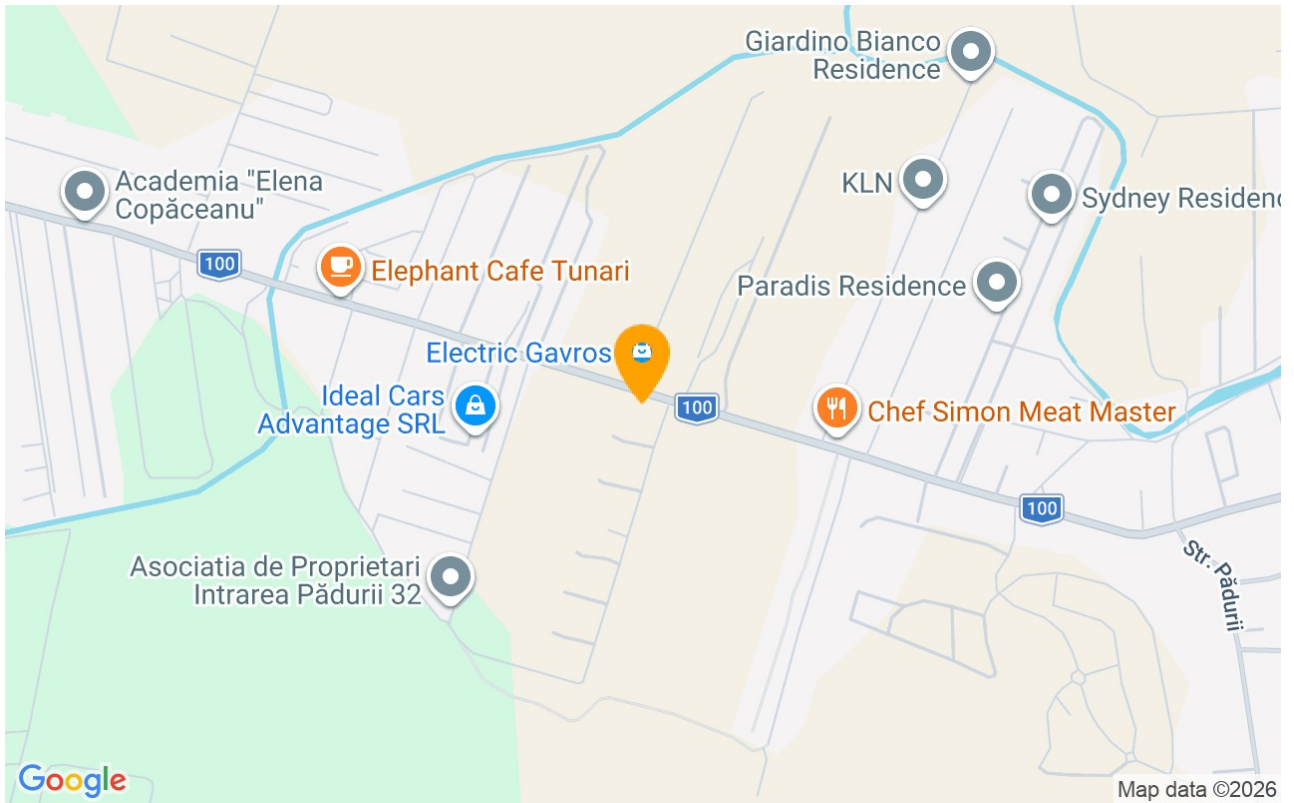 Giardino Bianco
Residence
Academia "Elena
Copăceanu"
KLN
Sydney Residenc
100
Elephant Cafe Tunari
Paradis Residence
Electric Gavros
Ideal Cars
Advantage SRL
100
Chef Simon Meat Master
100
Asociatia de Proprietari
Intrarea Pădurii 32
Str. Pădurii
Google
Map data ©2026